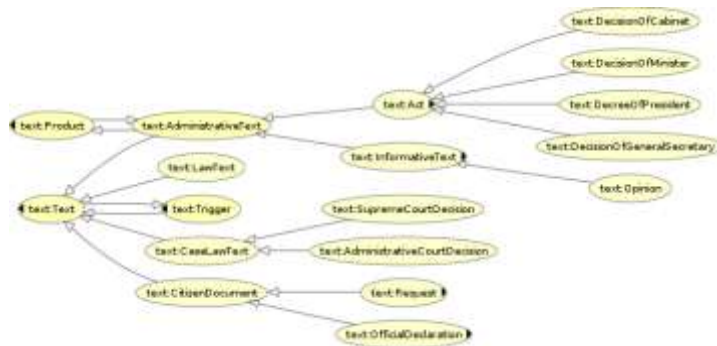 text:DecisionOfCabinet
text:DecisionOfMinister
text:Act
text:DecreeOfPresident
text:Product
text:AdministrativeText
text:DecisionOfGeneralSecretary
text:InformativeText
text:LawText
text:Opinion
text:Text
text:Trigger
text:SupremeCourtDecision
text:CaseLawText
text:AdministrativeCourtDecision
text:CitizenDocument
text:Request
text:OfficialDeclaration